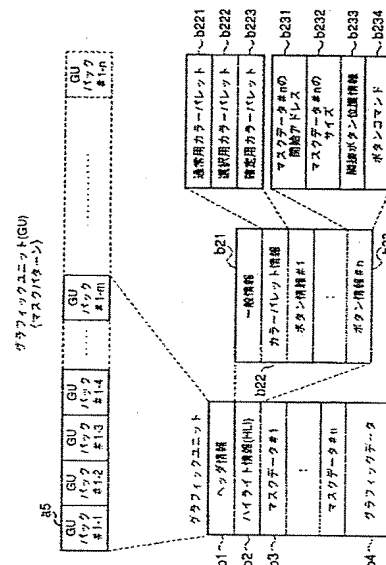 グラフィックユニット(GU)
(マスクパターン)
a5
GU
パック
#1-1
GU
パック
#1-2
GU
パック
#1-3
GU
パック
#1-4
……
GU
パック
#1-m
…………
GU
パック
#1-n
グラフィックユニット
b1
ヘッダ情報
b2
ハイライト情報(HLI)
b3
マスクデータ#1
:
マスクデータ#n
b4
グラフィックデータ
b21
一般情報
b22
カラーパレット情報
ボタン情報#1
:
ボタン情報#n
b23
通常用カラーパレット
b221
選択用カラーパレット
b222
確定用カラーパレット
b223
マスクデータ#nの
開始アドレス
b231
マスクデータ#nの
サイズ
b232
隣接ボタン位置情報
b233
ボタンコマンド
b234